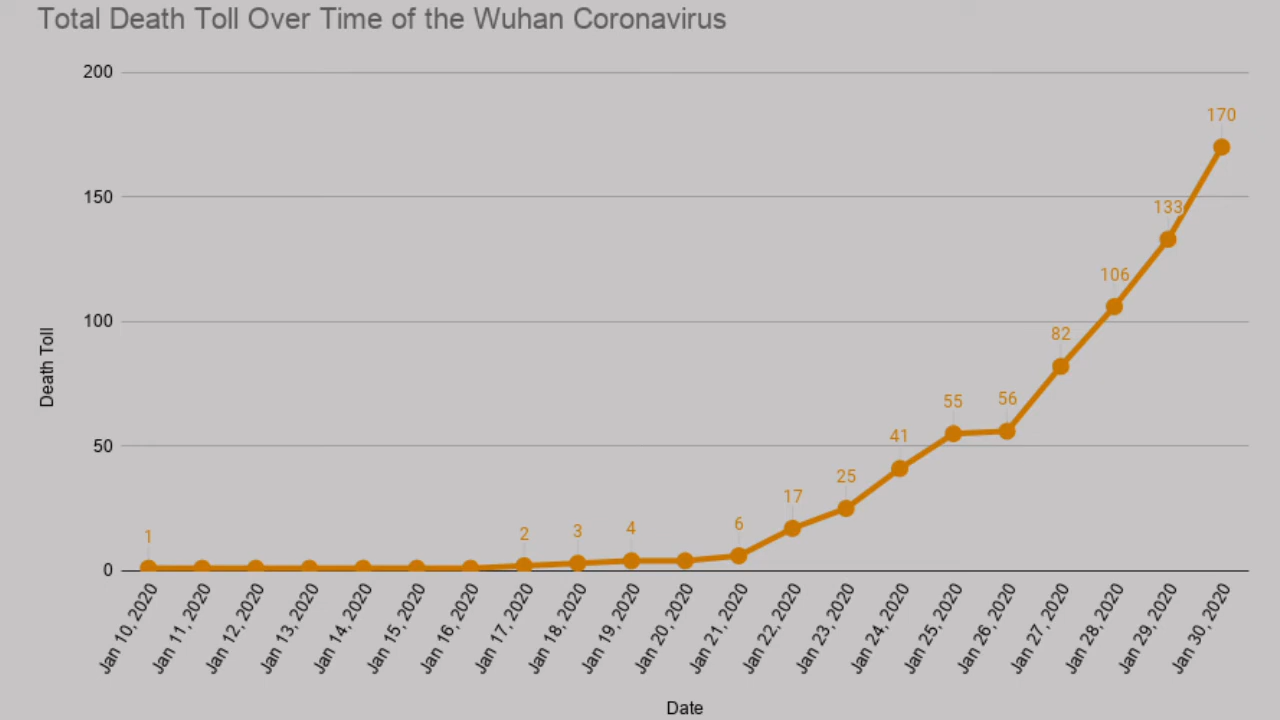 Total Death Toll Over Time of the Wuhan Coronavirus
200
150
100
50
0
Death Toll
1
2
3
4
6
17
25
41
55
56
82
106
133
170
Jan 10, 2020
Jan 11, 2020
Jan 12, 2020
Jan 13, 2020
Jan 14, 2020
Jan 15, 2020
Jan 16, 2020
Jan 17, 2020
Jan 18, 2020
Jan 19, 2020
Jan 20, 2020
Jan 21, 2020
Jan 22, 2020
Jan 23, 2020
Jan 24, 2020
Jan 25, 2020
Jan 26, 2020
Jan 27, 2020
Jan 28, 2020
Jan 29, 2020
Jan 30, 2020
Date